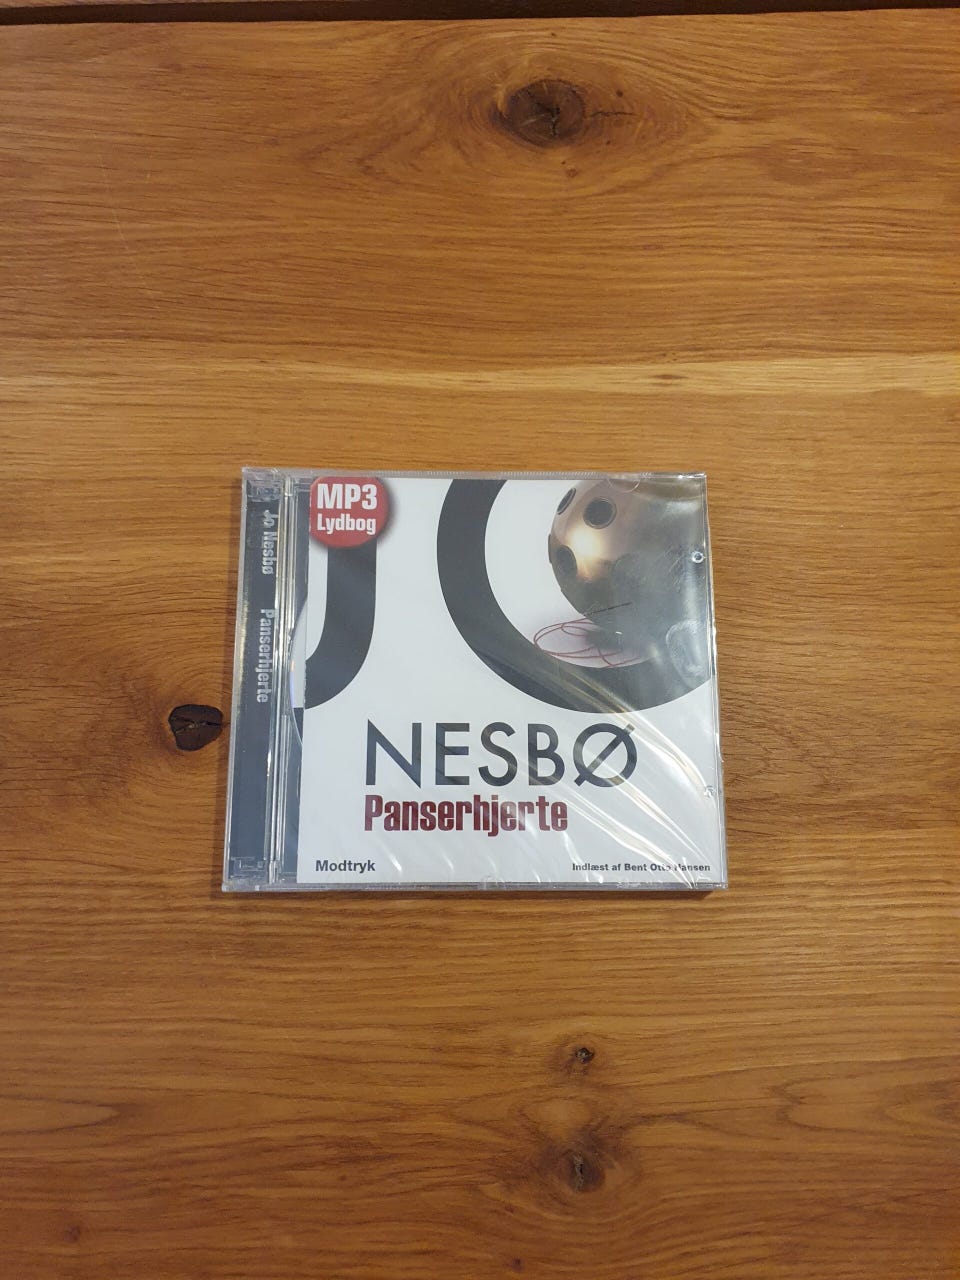 MP3
Lydbog
Jo Nesbø Panserhjerte
JO
NESBØ
Panserhjerte
Modtryk
Indlæst af Bent Otto Hansen